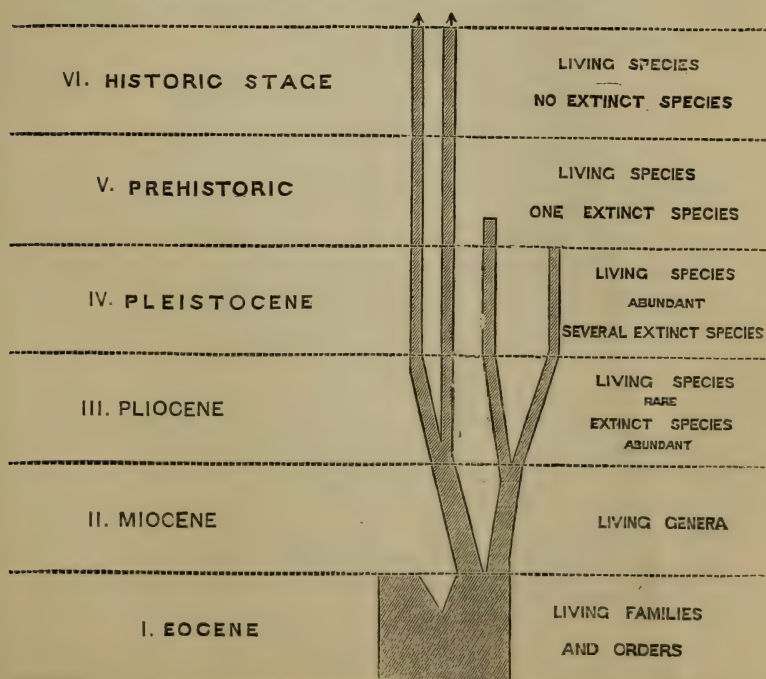 VI. HISTORIC STAGE
LIVING SPECIES
NO EXTINCT SPECIES
V. PREHISTORIC
LIVING SPECIES
ONE EXTINCT SPECIES
IV. PLEISTOCENE
LIVING SPECIES
ABUNDANT
SEVERAL EXTINCT SPECIES
III. PLIOCENE
LIVING SPECIES
RARE
EXTINCT SPECIES
ABUNDANT
II. MIOCENE
LIVING GENERA
I. EOCENE
LIVING FAMILIES
AND ORDERS